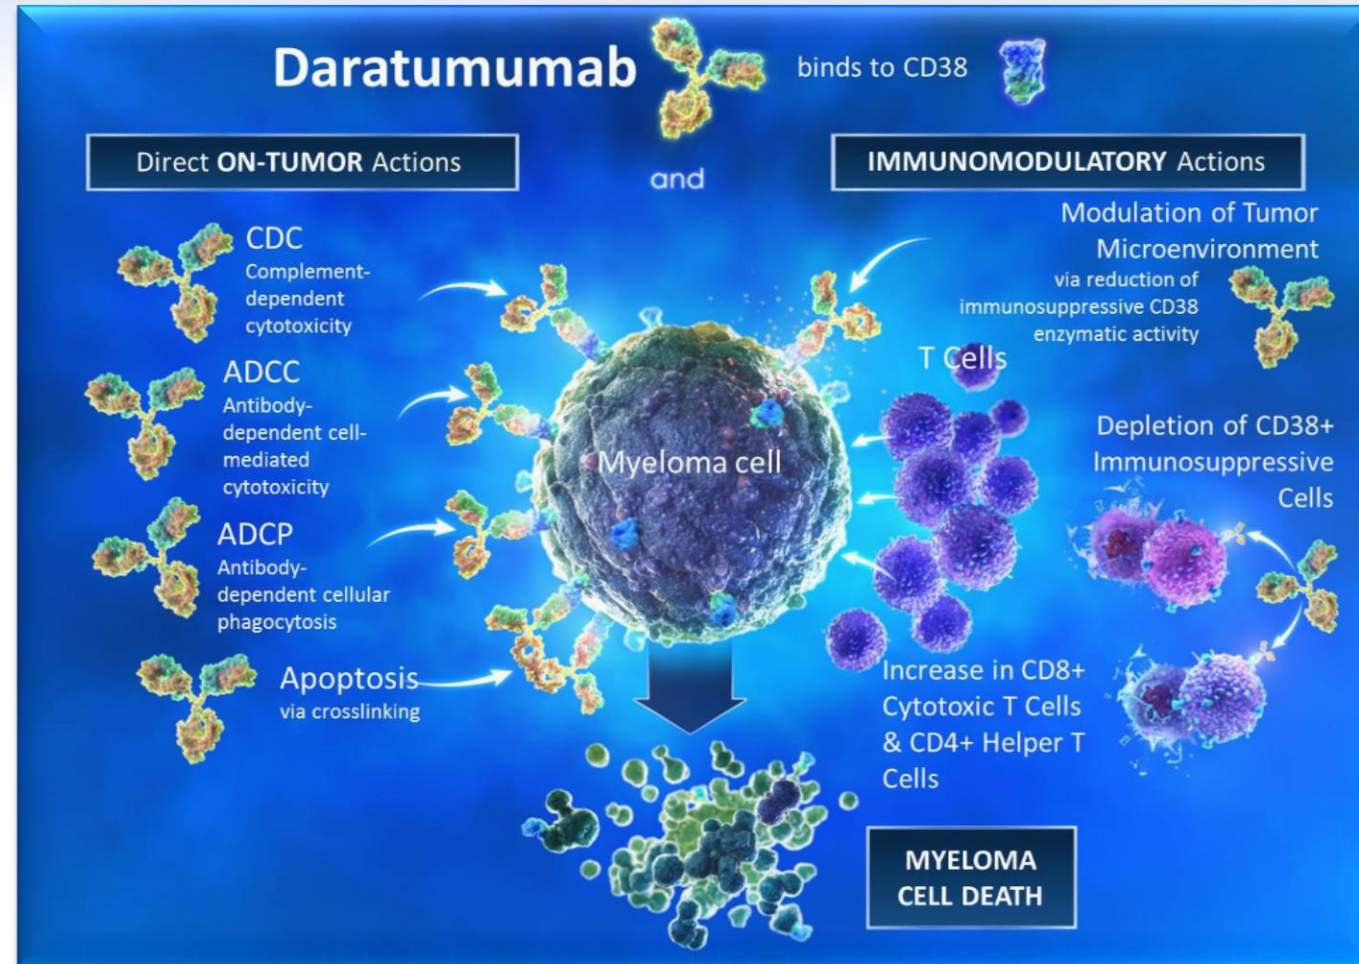 Daratumumab binds to CD38
and
Direct ON-TUMOR Actions
CDC
Complement-
dependent
cytotoxicity
ADCC
Antibody-
dependent cell-
mediated
cytotoxicity
ADCP
Antibody-
dependent cellular
phagocytosis
Apoptosis
via crosslinking
Myeloma cell
IMMUNOMODULATORY Actions
Modulation of Tumor
Microenvironment
via reduction of
immunosuppressive CD38
enzymatic activity
T Cells
Depletion of CD38+
Immunosuppressive
Cells
Increase in CD8+
Cytotoxic T Cells
& CD4+ Helper T
Cells
MYELOMA
CELL DEATH